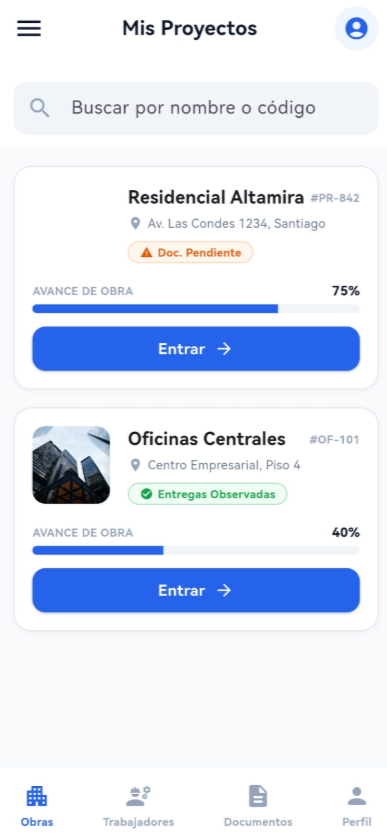 Mis Proyectos
Buscar por nombre o código
Residencial Altamira #PR-842
Av. Las Condes 1234, Santiago
Doc. Pendiente
AVANCE DE OBRA 75%
Entrar
Oficinas Centrales #OF-101
Centro Empresarial, Piso 4
Entregas Observadas
AVANCE DE OBRA 40%
Entrar
Obras Trabajadores Documentos Perfil